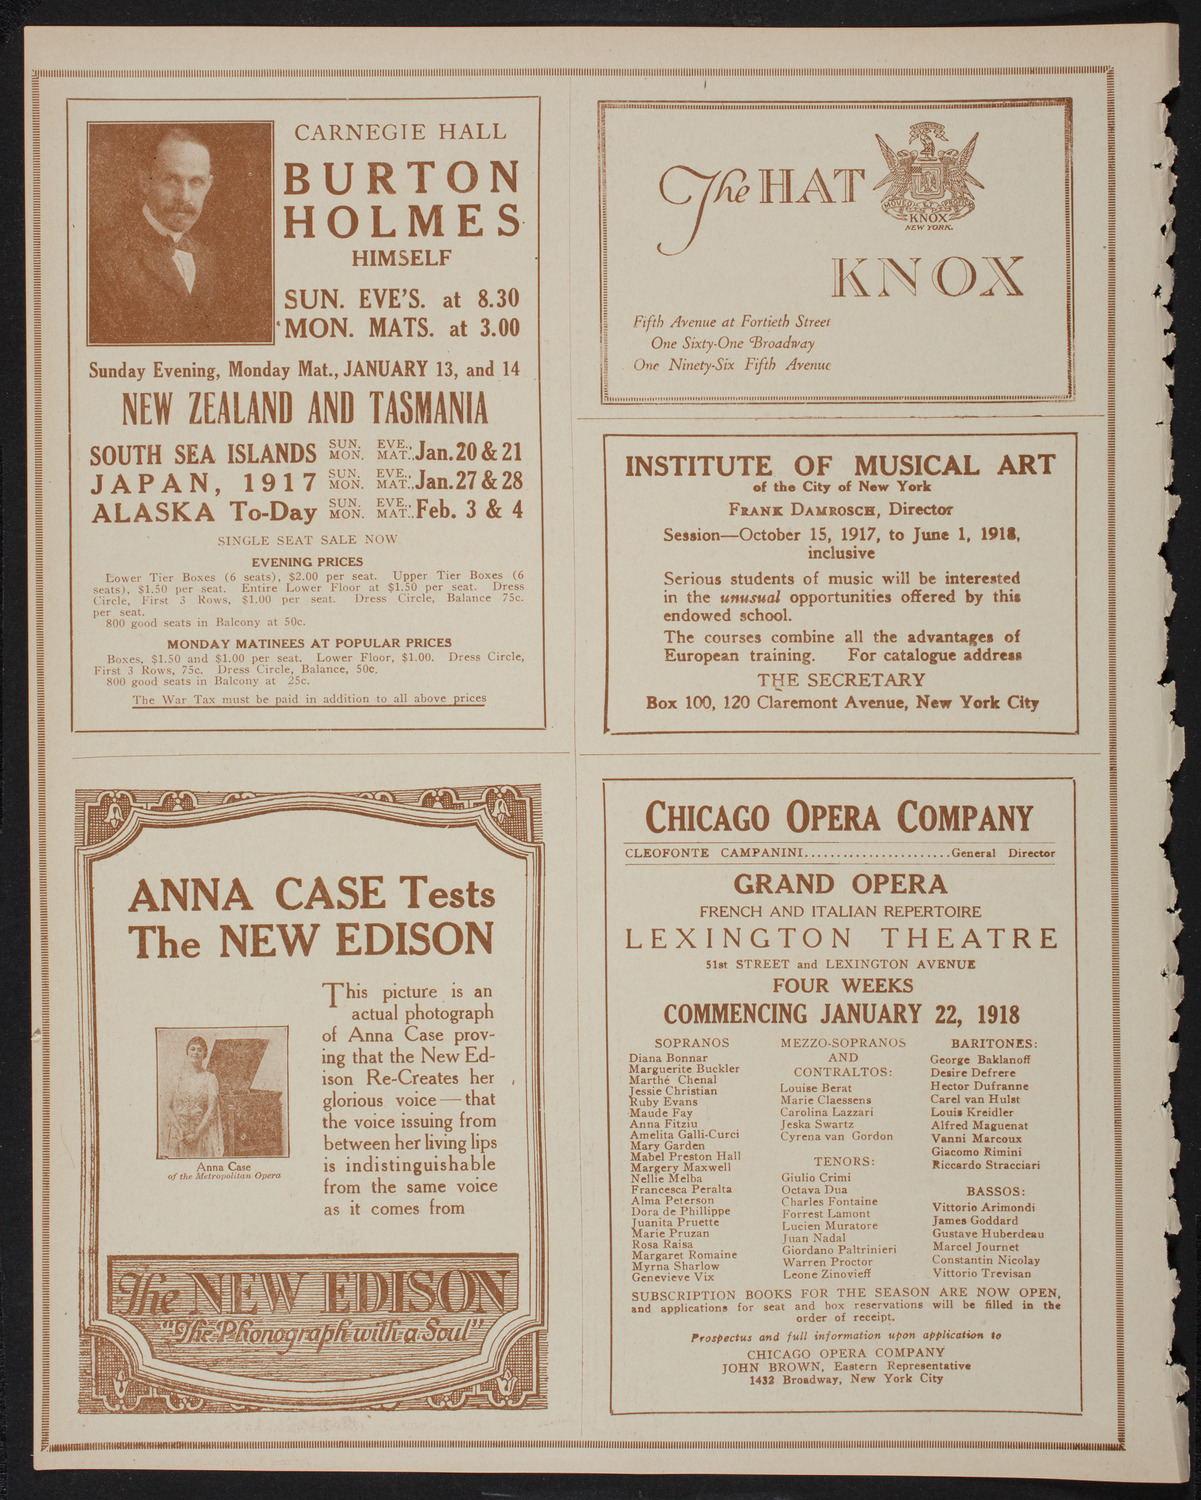 CARNEGIE HALL
BURTON
HOLMES
HIMSELF
SUN. EVE'S. at 8.30
MON. MATS. at 3.00
Sunday Evening, Monday Mat., JANUARY 13, and 14
NEW ZEALAND AND TASMANIA
SOUTH SEA ISLANDS SUN. EVE., MON. MAT., Jan. 20 & 21
JAPAN, 1917 SUN. EVE., MON. MAT., Jan. 27 & 28
ALASKA To-Day SUN. EVE., MON. MAT., Feb. 3 & 4
SINGLE SEAT SALE NOW
EVENING PRICES
Lower Tier Boxes (6 seats), $2.00 per seat. Upper Tier Boxes (6
seats), $1.50 per seat. Entire Lower Floor at $1.50 per seat. Dress
Circle, First 3 Rows, $1.00 per seat. Dress Circle, Balance 75c.
per seat.
800 good seats in Balcony at 50c.
MONDAY MATINEES AT POPULAR PRICES
Boxes, $1.50 and $1.00 per seat. Lower Floor, $1.00. Dress Circle,
First 3 Rows, 75c. Dress Circle, Balance, 50c.
800 good seats in Balcony at 25c.
The War Tax must be paid in addition to all above prices
The HAT
KNOX
NEW YORK.
KNOX
Fifth Avenue at Fortieth Street
One Sixty-One Broadway
One Ninety-Six Fifth Avenue
INSTITUTE OF MUSICAL ART
of the City of New York
FRANK DAMROSCH, Director
Session—October 15, 1917, to June 1, 1918,
inclusive
Serious students of music will be interested
in the unusual opportunities offered by this
endowed school.
The courses combine all the advantages of
European training. For catalogue address
THE SECRETARY
Box 100, 120 Claremont Avenue, New York City
ANNA CASE Tests
The NEW EDISON
This picture is an
actual photograph
of Anna Case prov-
ing that the New Ed-
ison Re-Creates her
glorious voice—that
the voice issuing from
between her living lips
is indistinguishable
from the same voice
as it comes from
Anna Case
of the Metropolitan Opera
The NEW EDISON
"The Phonograph with a Soul"
CHICAGO OPERA COMPANY
CLEOFONTE CAMPANINI.......................General Director
GRAND OPERA
FRENCH AND ITALIAN REPERTOIRE
LEXINGTON THEATRE
51st STREET and LEXINGTON AVENUE
FOUR WEEKS
COMMENCING JANUARY 22, 1918
SOPRANOS
Diana Bonnar
Marguerite Buckler
Marthé Chenal
Jessie Christian
Ruby Evans
Maude Fay
Anna Fitziu
Amelita Galli-Curci
Mary Garden
Mabel Preston Hall
Margery Maxwell
Nellie Melba
Francesca Peralta
Alma Peterson
Dora de Phillippe
Juanita Pruette
Marie Pruzan
Rosa Raisa
Margaret Romaine
Myrna Sharlow
Genevieve Vix
MEZZO-SOPRANOS
AND
CONTRALTOS:
Louise Berat
Marie Claessens
Carolina Lazzari
Jeska Swartz
Cyrena van Gordon
TENORS:
Giulio Crimi
Octava Dua
Charles Fontaine
Forrest Lamont
Lucien Muratore
Juan Nadal
Giordano Paltrinieri
Warren Proctor
Leone Zinovieff
BARITONES:
George Baklanoff
Desire Defrere
Hector Dufranne
Carel van Hulst
Louis Kreidler
Alfred Maguenat
Vanni Marcoux
Giacomo Rimini
Riccardo Stracciari
BASSOS:
Vittorio Arimondi
James Goddard
Gustave Huberdeau
Marcel Journet
Constantin Nicolay
Vittorio Trevisan
SUBSCRIPTION BOOKS FOR THE SEASON ARE NOW OPEN,
and applications for seat and box reservations will be filled in the
order of receipt.
Prospectus and full information upon application to
CHICAGO OPERA COMPANY
JOHN BROWN, Eastern Representative
1432 Broadway, New York City